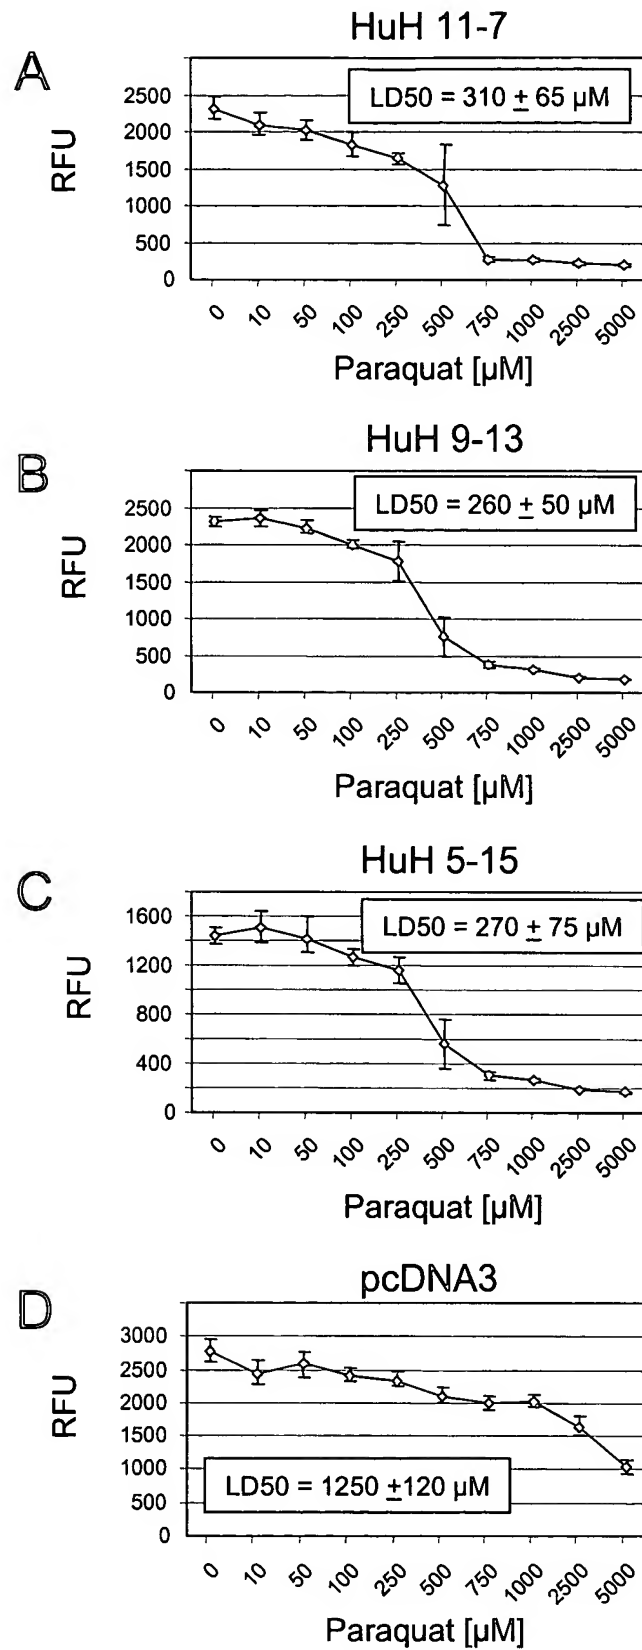 HuH 11-7
A
LD50 = 310 ± 65 µM
RFU
2500
2000
1500
1000
500
0
0 10 50 100 250 500 750 1000 2500 5000
Paraquat [µM]
HuH 9-13
B
LD50 = 260 ± 50 µM
RFU
2500
2000
1500
1000
500
0
0 10 50 100 250 500 750 1000 2500 5000
Paraquat [µM]
HuH 5-15
C
LD50 = 270 ± 75 µM
RFU
1600
1200
800
400
0
0 10 50 100 250 500 750 1000 2500 5000
Paraquat [µM]
pcDNA3
D
RFU
3000
2500
2000
1500
1000
500
0
LD50 = 1250 ±120 µM
0 10 50 100 250 500 750 1000 2500 5000
Paraquat [µM]